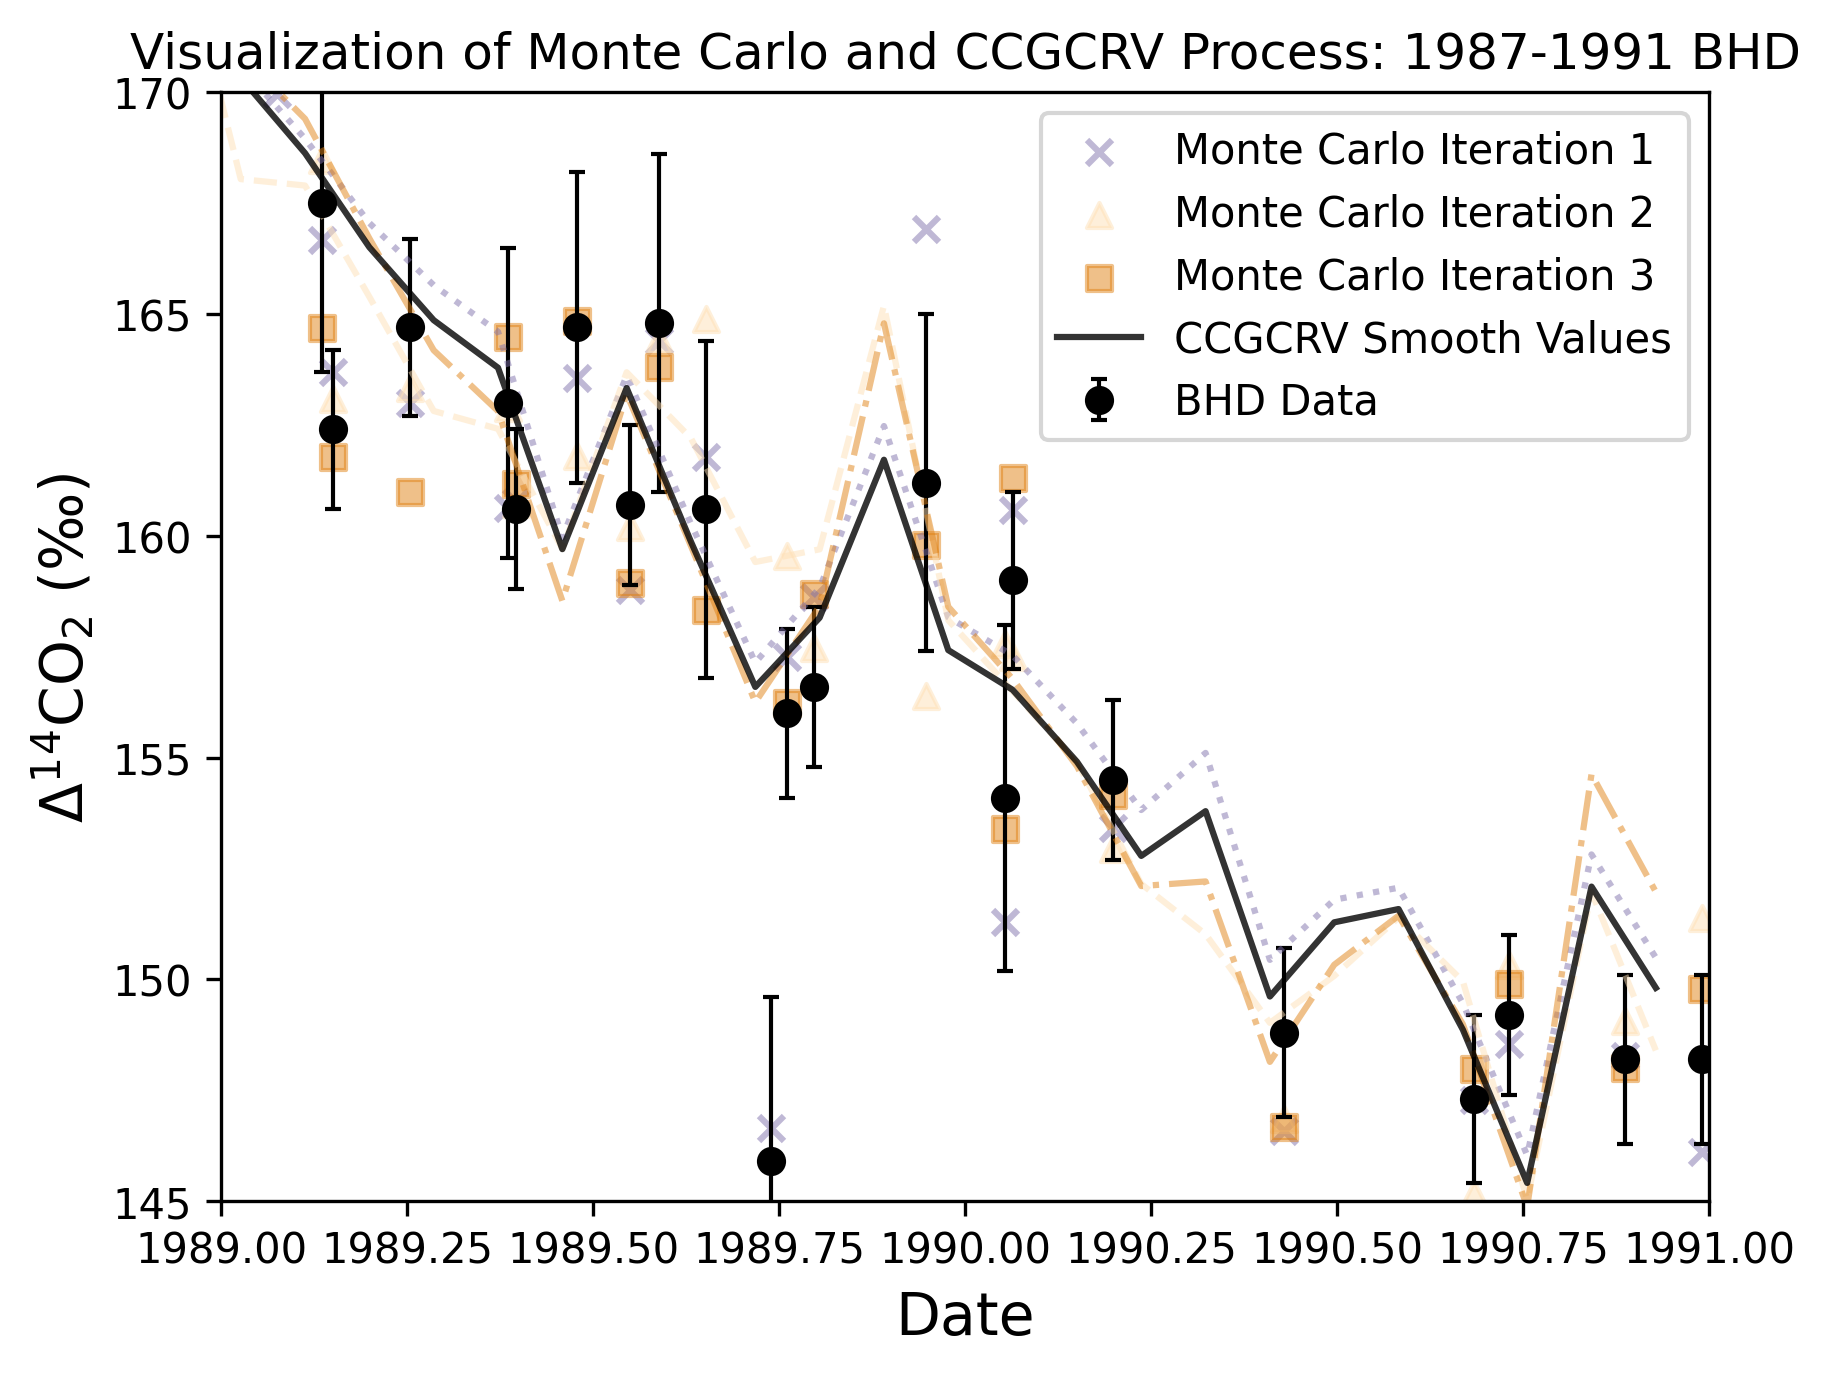 Visualization of Monte Carlo and CCGCRV Process: 1987-1991 BHD
170
165
160
155
150
145
Δ¹⁴CO₂ (‰)
Monte Carlo Iteration 1
Monte Carlo Iteration 2
Monte Carlo Iteration 3
CCGCRV Smooth Values
BHD Data
1989.00 1989.25 1989.50 1989.75 1990.00 1990.25 1990.50 1990.75 1991.00
Date